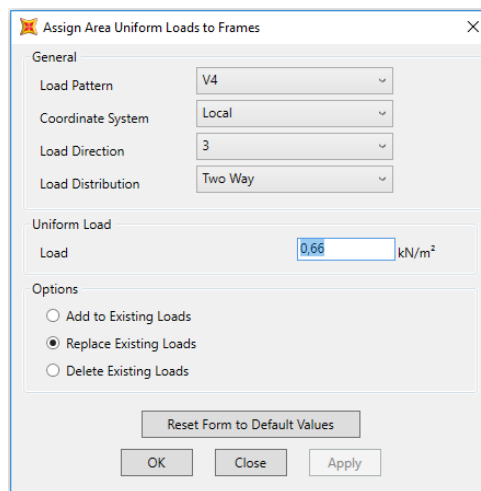 Assign Area Uniform Loads to Frames
General
Load Pattern V4
Coordinate System Local
Load Direction 3
Load Distribution Two Way
Uniform Load
Load 0,66 kN/m²
Options
Add to Existing Loads
Replace Existing Loads
Delete Existing Loads
Reset Form to Default Values
OK Close Apply